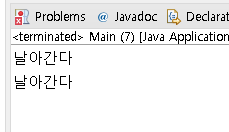 Problems @ Javadoc Declarat
<terminated> Main (7) [Java Application
날아간다
날아간다